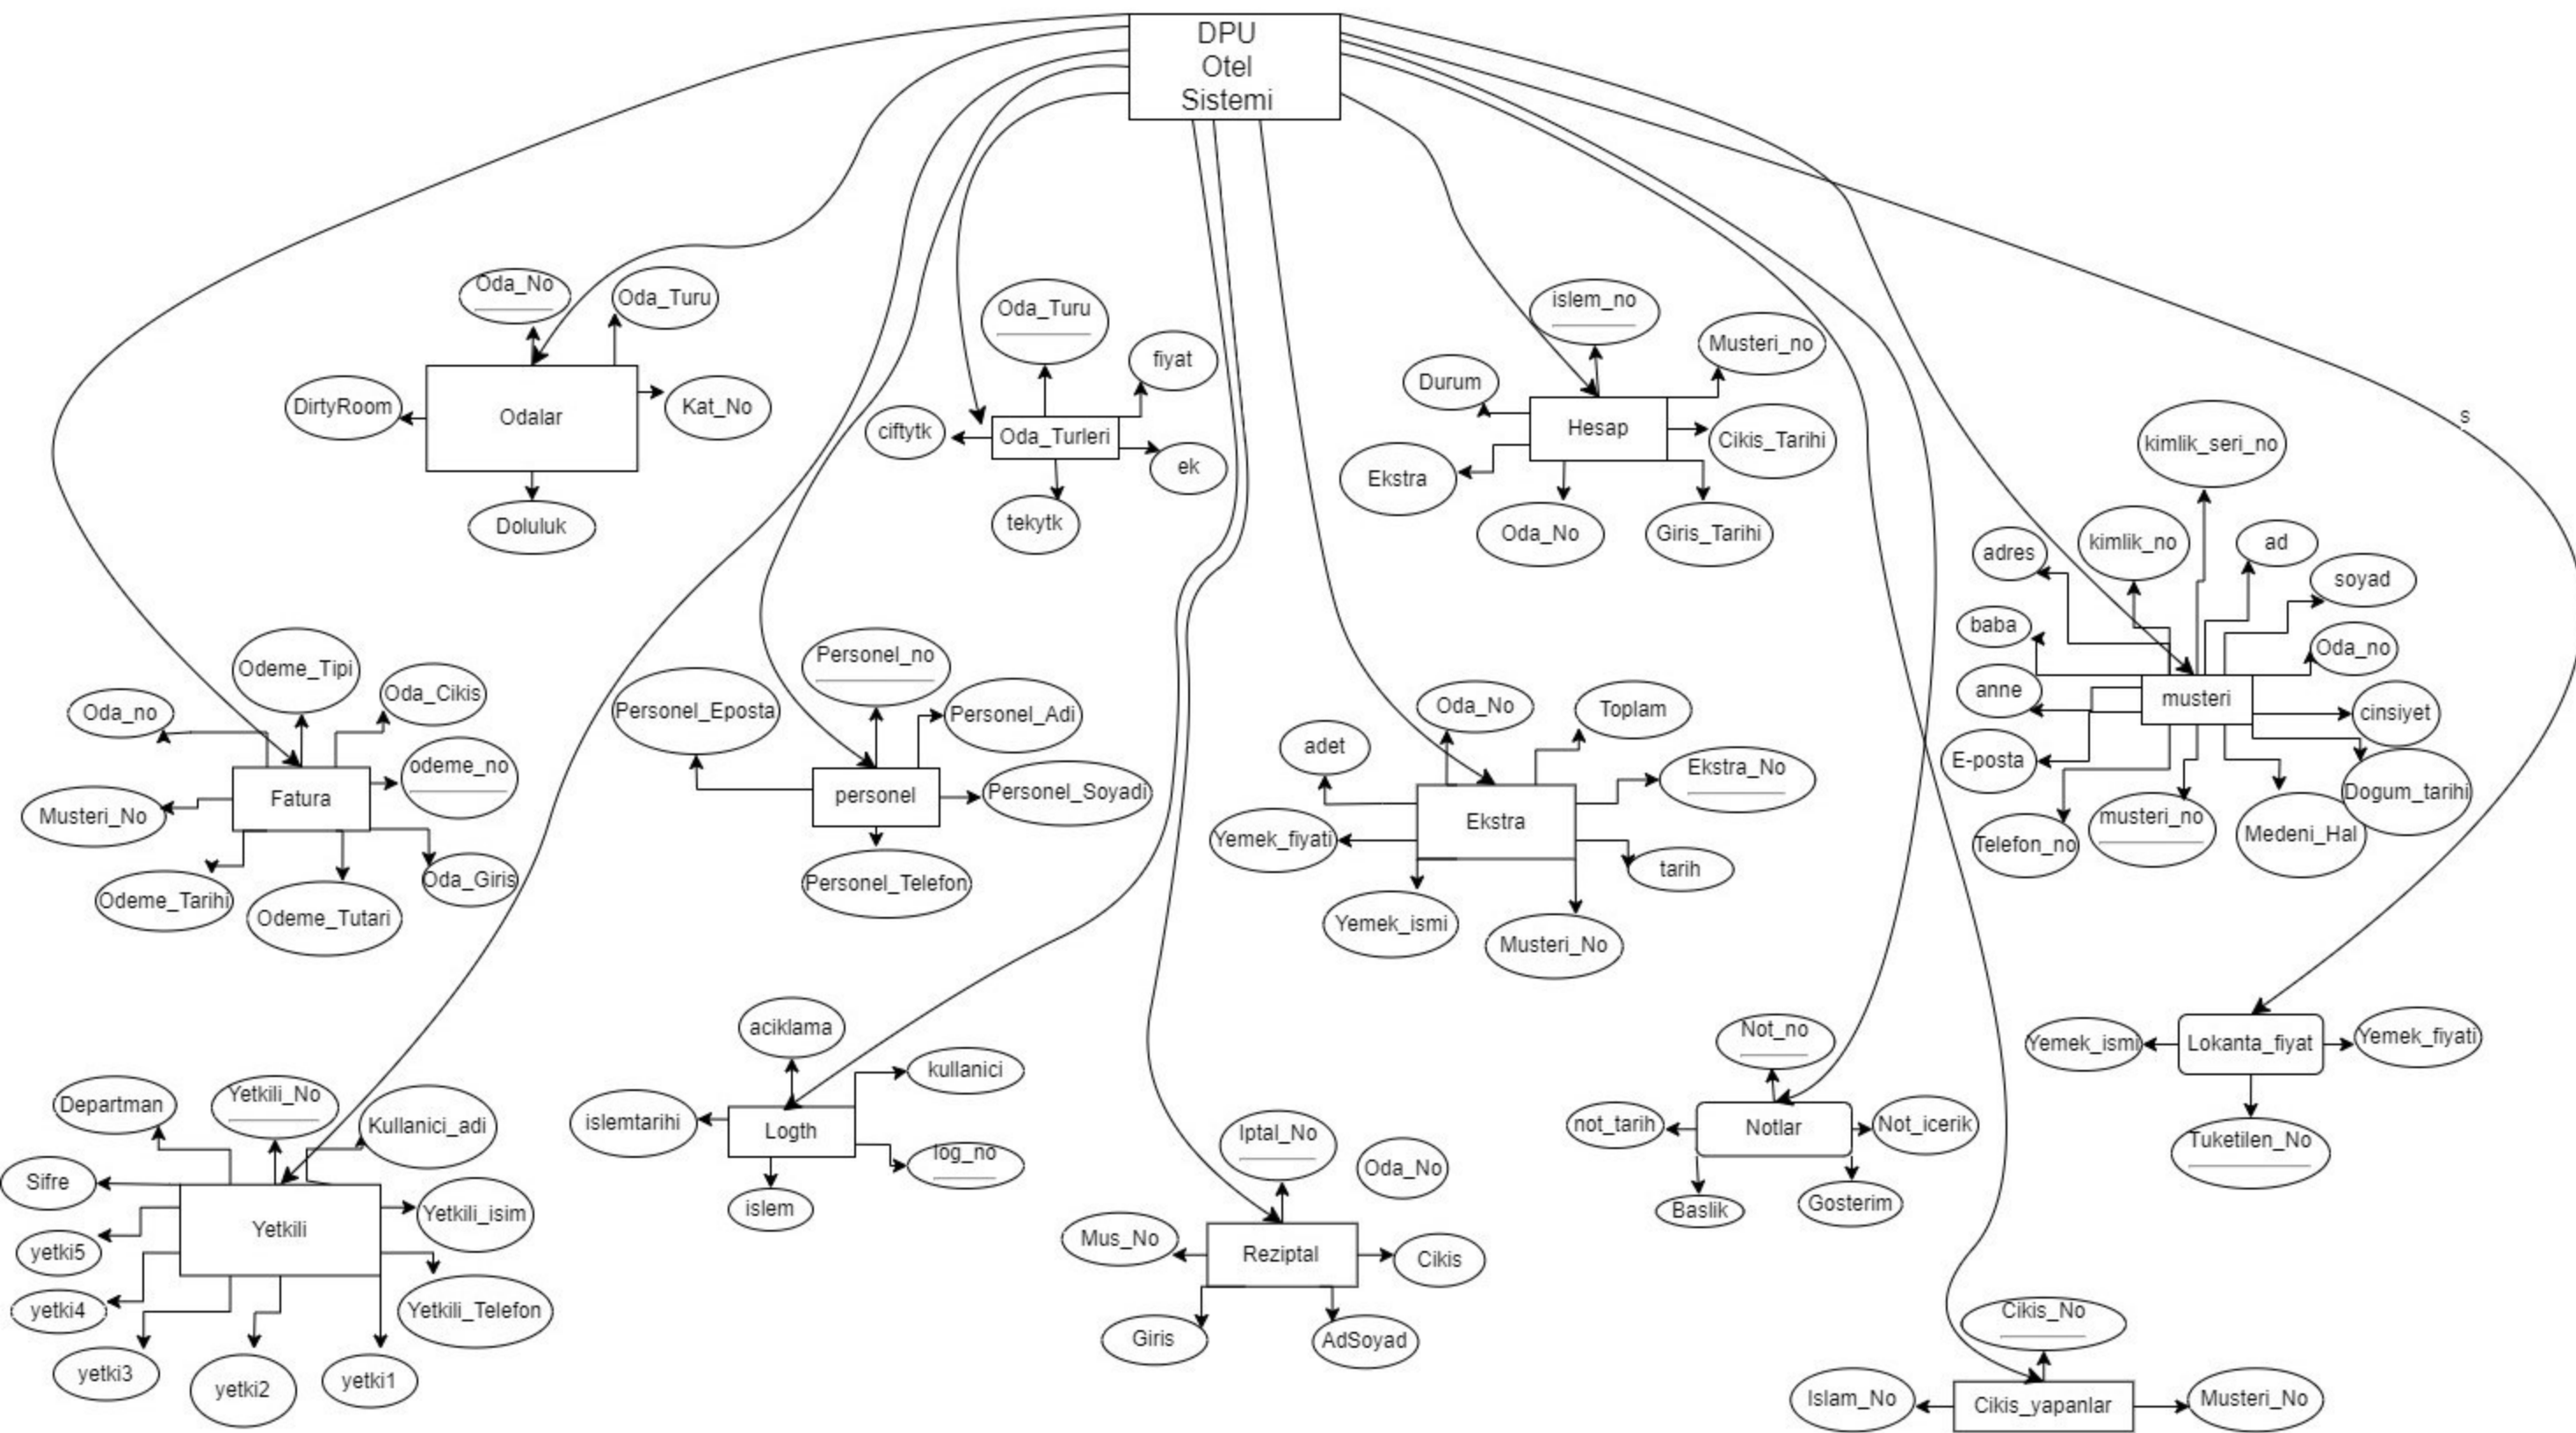 DPU
Otel
Sistemi
Oda_No
Oda_Turu
DirtyRoom
Odalar
Kat_No
Doluluk
Oda_Turu
fiyat
ciftytk
Oda_Turleri
ek
tekytk
islem_no
Musteri_no
Durum
Hesap
Cikis_Tarihi
Ekstra
Oda_No
Giris_Tarihi
s
kimlik_seri_no
adres
kimlik_no
ad
soyad
baba
Oda_no
anne
musteri
cinsiyet
E-posta
Dogum_tarihi
Telefon_no
musteri_no
Medeni_Hal
Odeme_Tipi
Oda_no
Oda_Cikis
odeme_no
Fatura
Musteri_No
Oda_Giris
Odeme_Tarihi
Odeme_Tutari
Personel_no
Personel_Eposta
Personel_Adi
personel
Personel_Soyadi
Personel_Telefon
Oda_No
Toplam
adet
Ekstra_No
Ekstra
Yemek_fiyati
tarih
Yemek_ismi
Musteri_No
Departman
Yetkili_No
Kullanici_adi
Sifre
Yetkili_isim
Yetkili
yetki5
yetki4
Yetkili_Telefon
yetki3
yetki2
yetki1
aciklama
kullanici
islemtarihi
Logth
log_no
islem
Iptal_No
Oda_No
Mus_No
Reziptal
Cikis
Giris
AdSoyad
Not_no
not_tarih
Notlar
Not_icerik
Baslik
Gosterim
Yemek_ismi
Lokanta_fiyat
Yemek_fiyati
Tuketilen_No
Cikis_No
Islam_No
Cikis_yapanlar
Musteri_No